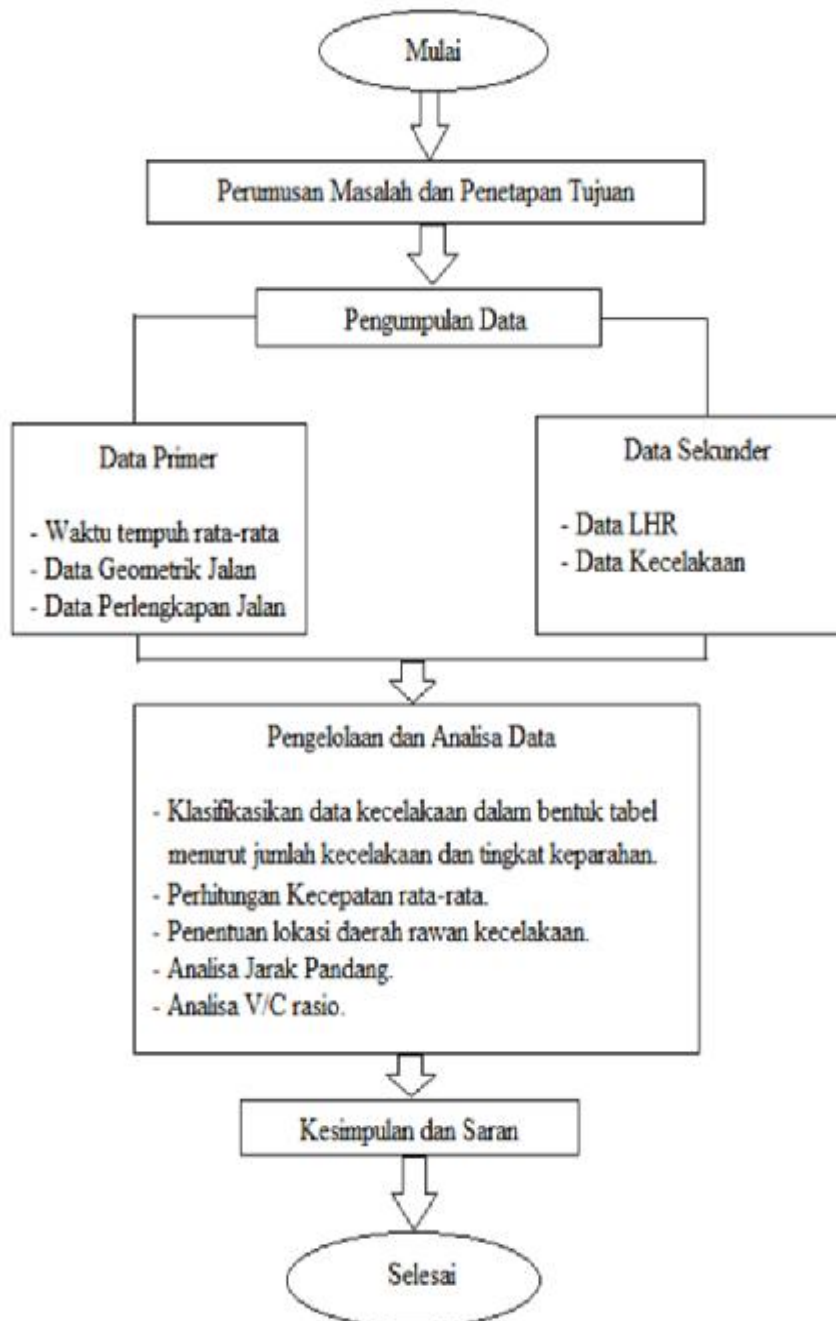 Mulai
Perumusan Masalah dan Penetapan Tujuan
Pengumpulan Data
Data Primer
- Waktu tempuh rata-rata
- Data Geometrik Jalan
- Data Perlengkapan Jalan
Data Sekunder
- Data LHR
- Data Kecelakaan
Pengelolaan dan Analisa Data
- Klasifikasikan data kecelakaan dalam bentuk tabel
menurut jumlah kecelakaan dan tingkat keparahan.
- Perhitungan Kecepatan rata-rata.
- Penentuan lokasi daerah rawan kecelakaan.
- Analisa Jarak Pandang.
- Analisa V/C rasio.
Kesimpulan dan Saran
Selesai